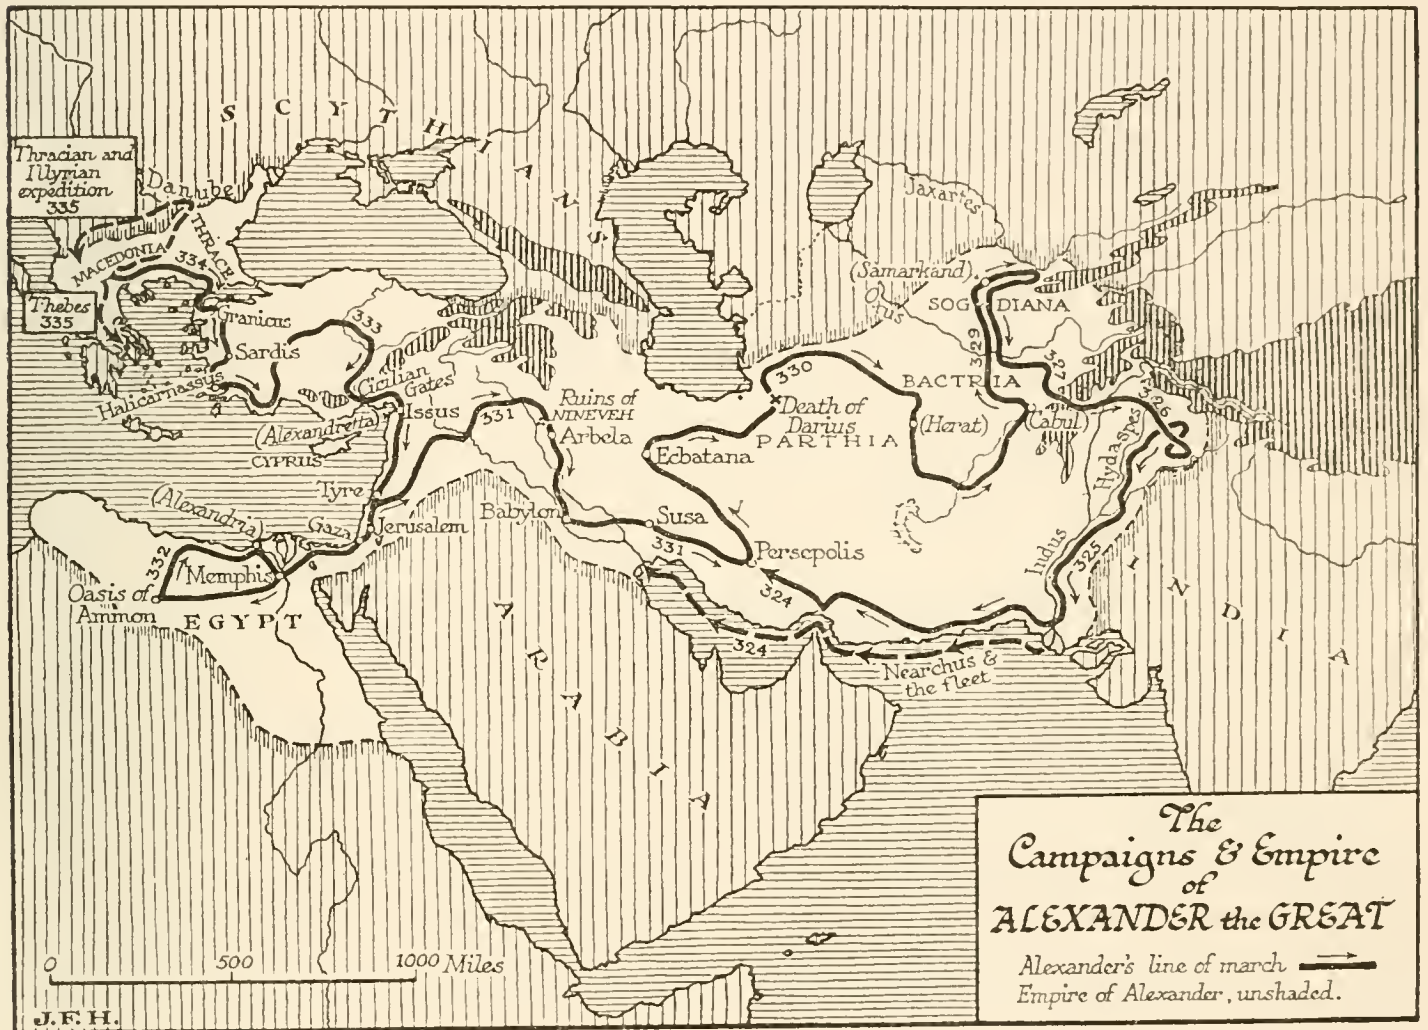 SCYTHIANS
Thracian and
Illyrian
expedition
335
Danube
THRACE
MACEDONIA
334
Thebes
335
Granicus
333
Sardis
Halicarnassus
Cilician
Gates
Issus
(Alexandretta)
CYPRUS
331
Ruins of
NINEVEH
Arbela
Tyre
(Alexandria)
Gaza
Jerusalem
Babylon
332
Memphis
Oasis of
Ammon
EGYPT
ARABIA
Jaxartes
(Samarkand)
Oxus
SOGDIANA
329
327
BACTRIA
330
Death of
Darius
PARTHIA
(Herat)
(Cabul)
326
Hydaspes
Ecbatana
Susa
331
Persepolis
324
Indus
325
INDIA
324
Nearchus &
the fleet
The
Campaigns & Empire
of
ALEXANDER the GREAT
Alexander's line of march
Empire of Alexander, unshaded.
0 500 1000 Miles
J.F.H.